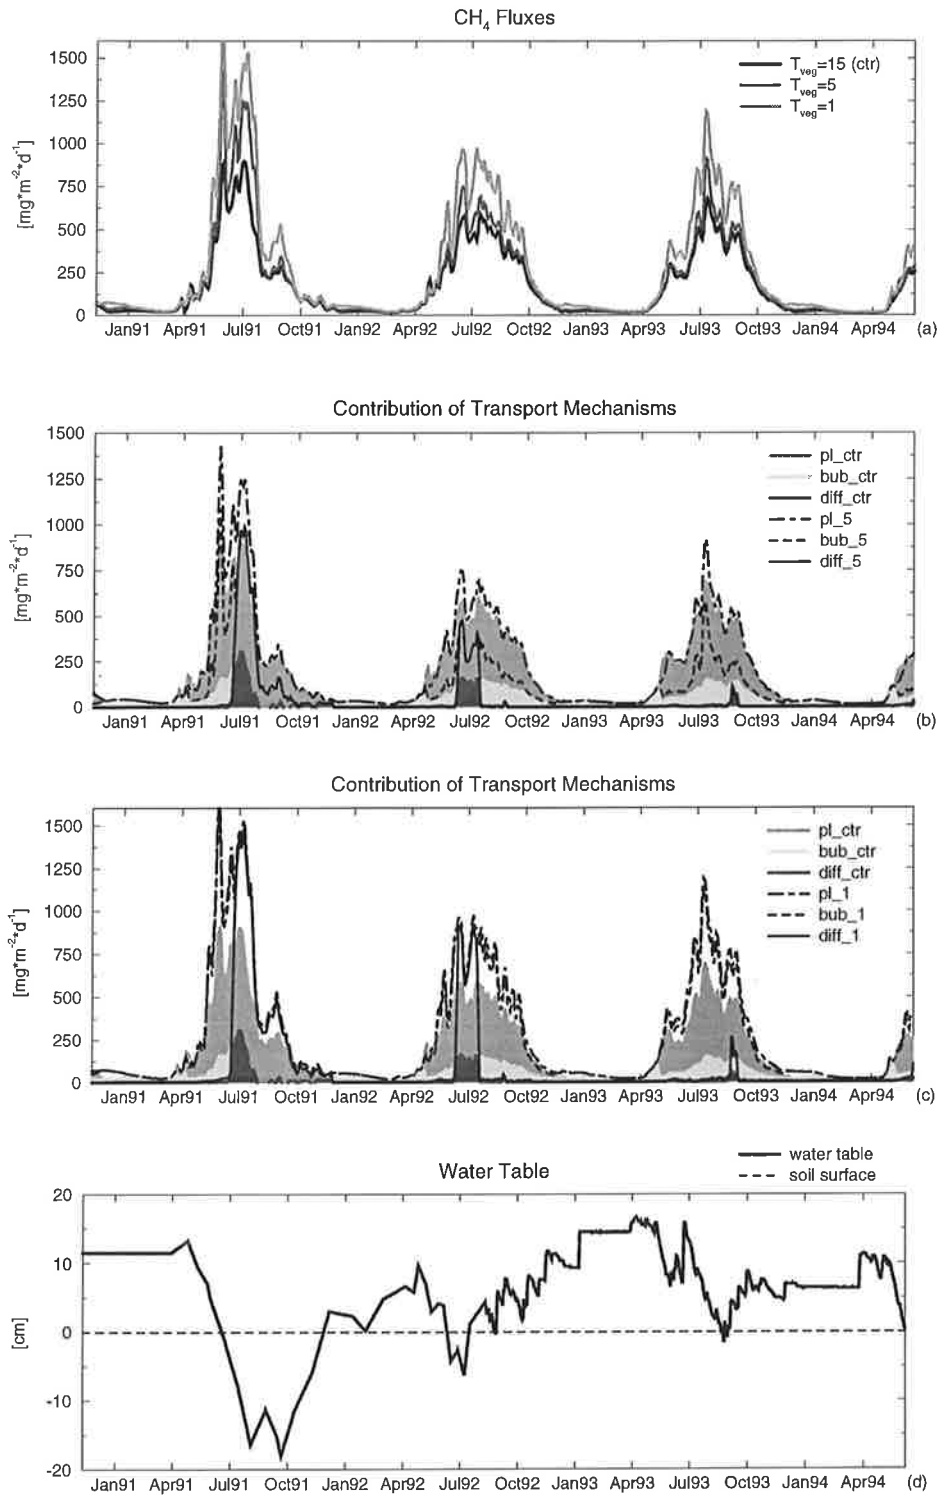 CH4 Fluxes
1500
1250
1000
750
500
250
0
[mg*m-2*d-1]
Tveg=15 (ctr)
Tveg=5
Tveg=1
Jan91 Apr91 Jul91 Oct91 Jan92 Apr92 Jul92 Oct92 Jan93 Apr93 Jul93 Oct93 Jan94 Apr94 (a)
Contribution of Transport Mechanisms
1500
1250
1000
750
500
250
0
[mg*m-2*d-1]
pl_ctr
bub_ctr
diff_ctr
pl_5
bub_5
diff_5
Jan91 Apr91 Jul91 Oct91 Jan92 Apr92 Jul92 Oct92 Jan93 Apr93 Jul93 Oct93 Jan94 Apr94 (b)
Contribution of Transport Mechanisms
1500
1250
1000
750
500
250
0
[mg*m-2*d-1]
pl_ctr
bub_ctr
diff_ctr
pl_1
bub_1
diff_1
Jan91 Apr91 Jul91 Oct91 Jan92 Apr92 Jul92 Oct92 Jan93 Apr93 Jul93 Oct93 Jan94 Apr94 (c)
Water Table
water table
soil surface
20
10
0
-10
-20
[cm]
Jan91 Apr91 Jul91 Oct91 Jan92 Apr92 Jul92 Oct92 Jan93 Apr93 Jul93 Oct93 Jan94 Apr94 (d)